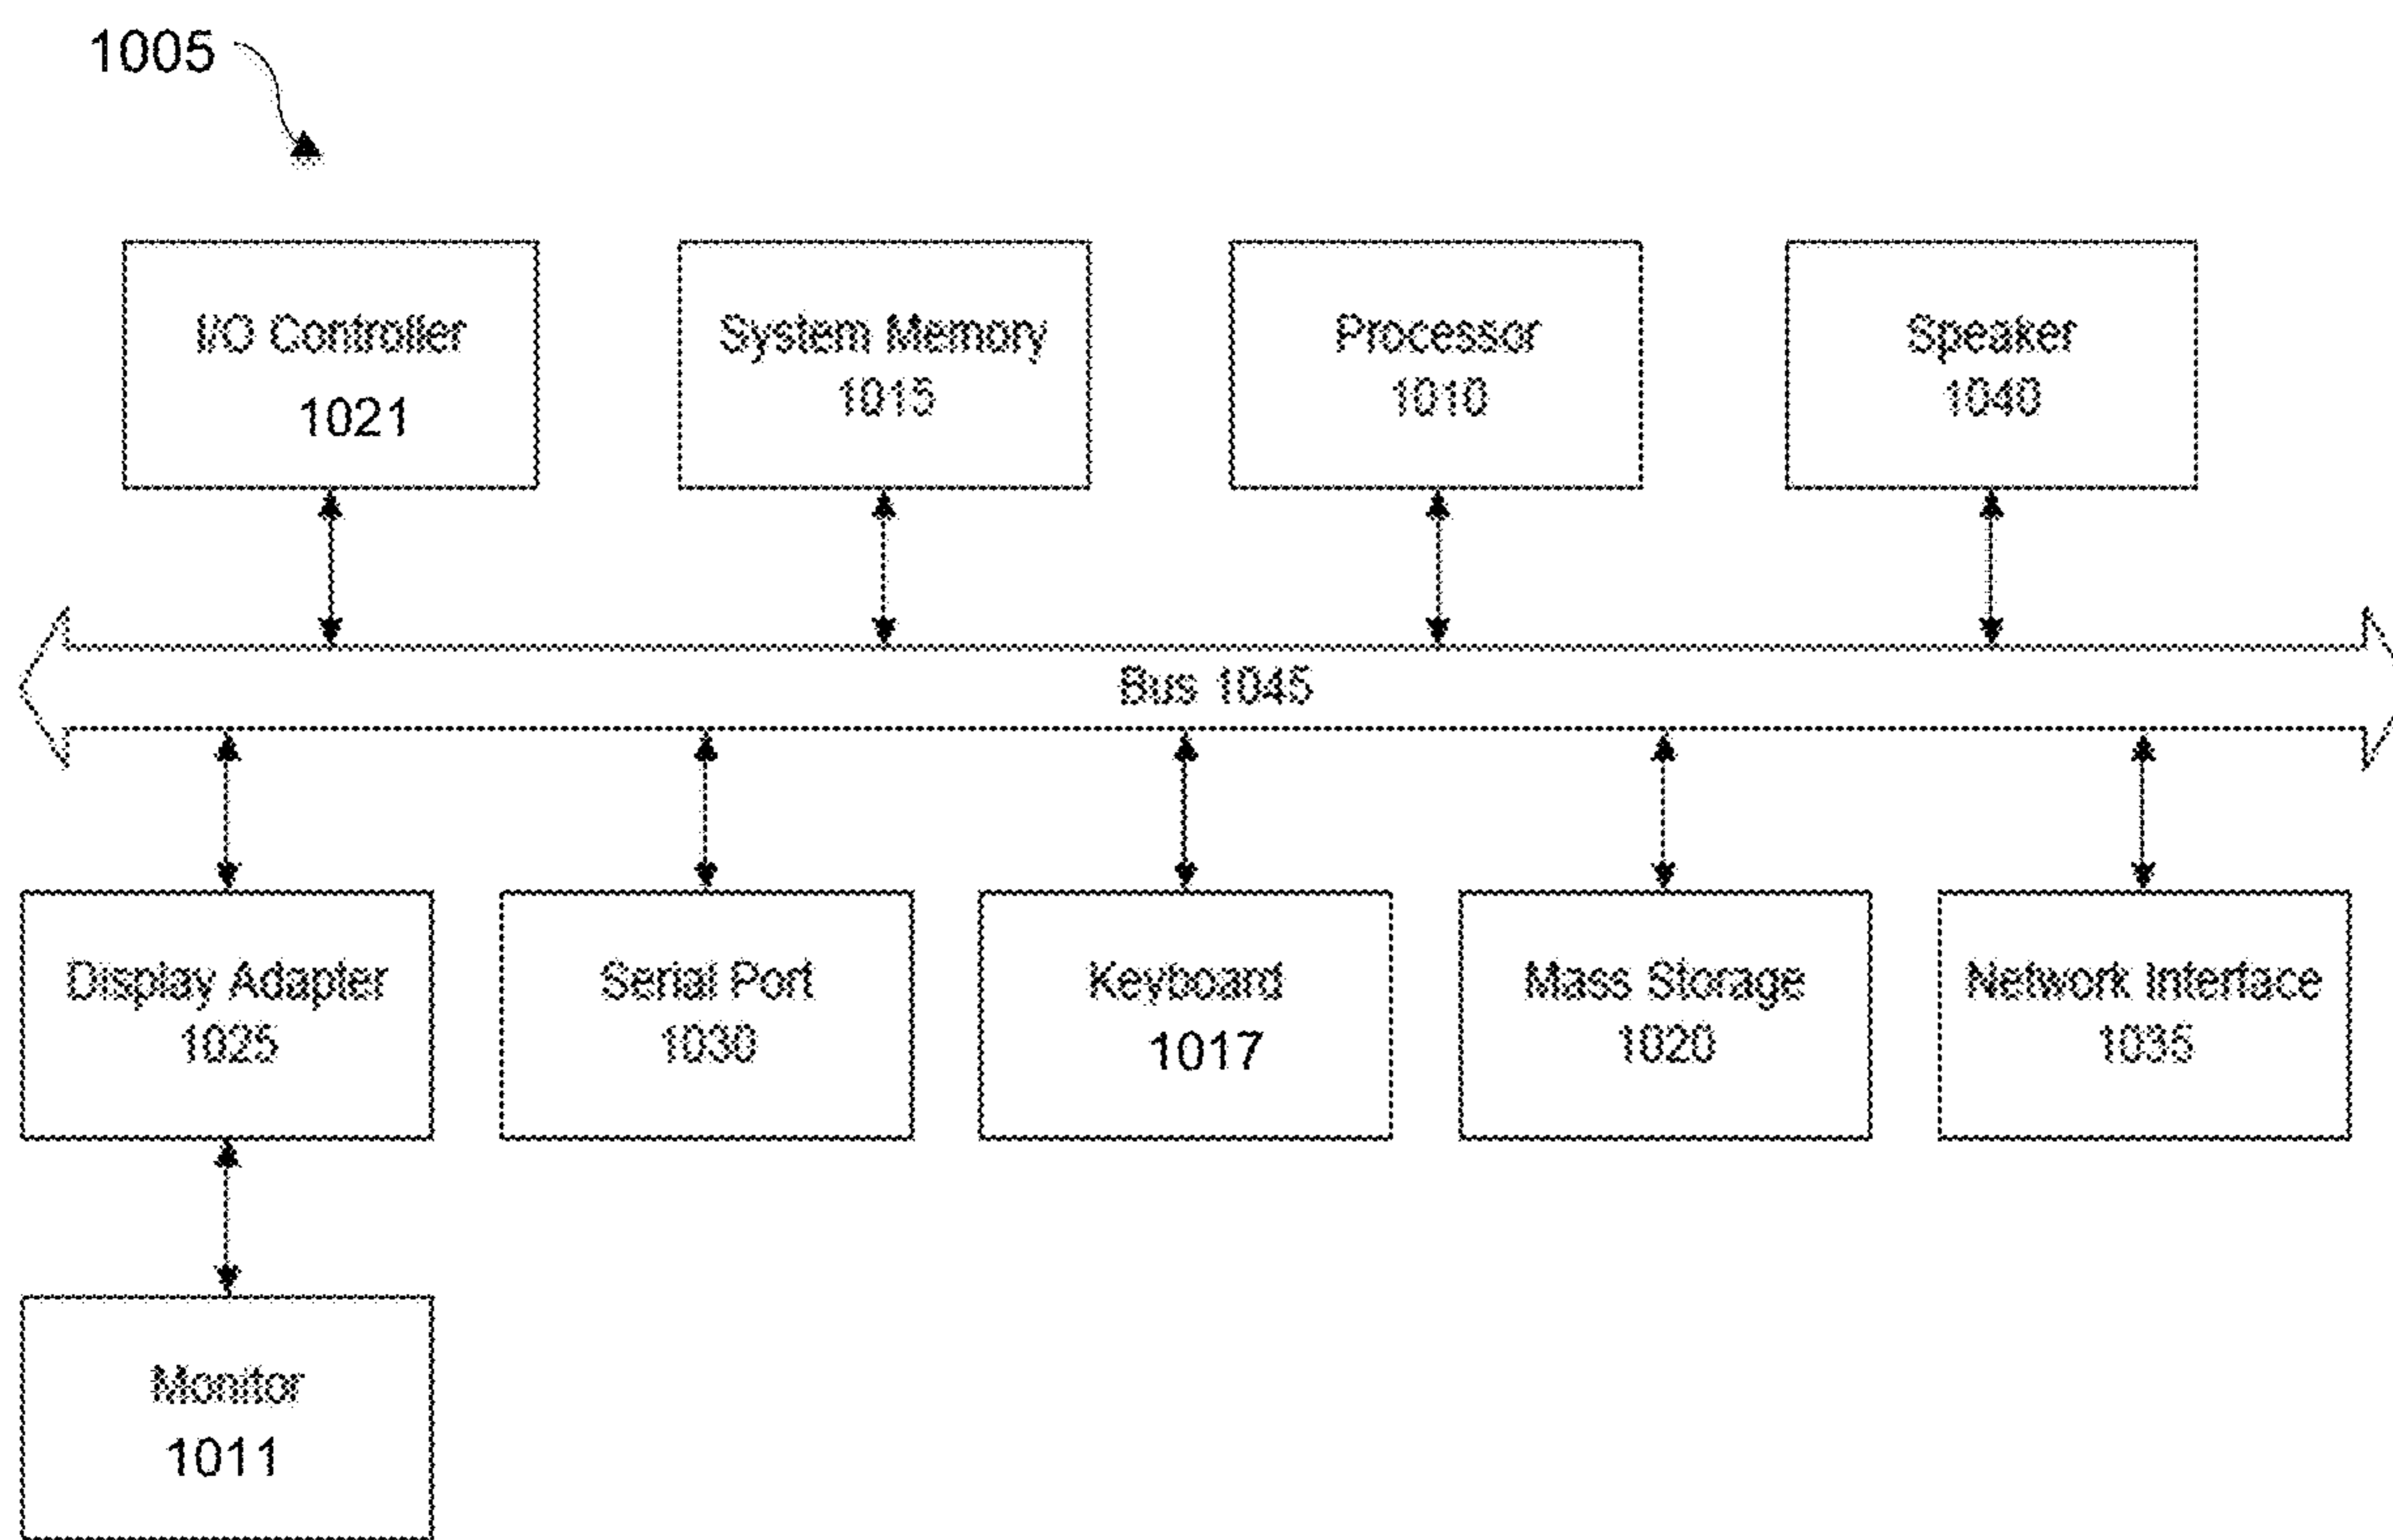 1005
I/O Controller
1021
System Memory
1015
Processor
1010
Speaker
1040
Bus 1045
Display Adapter
1025
Serial Port
1030
Keyboard
1017
Mass Storage
1020
Network Interface
1035
Monitor
1011